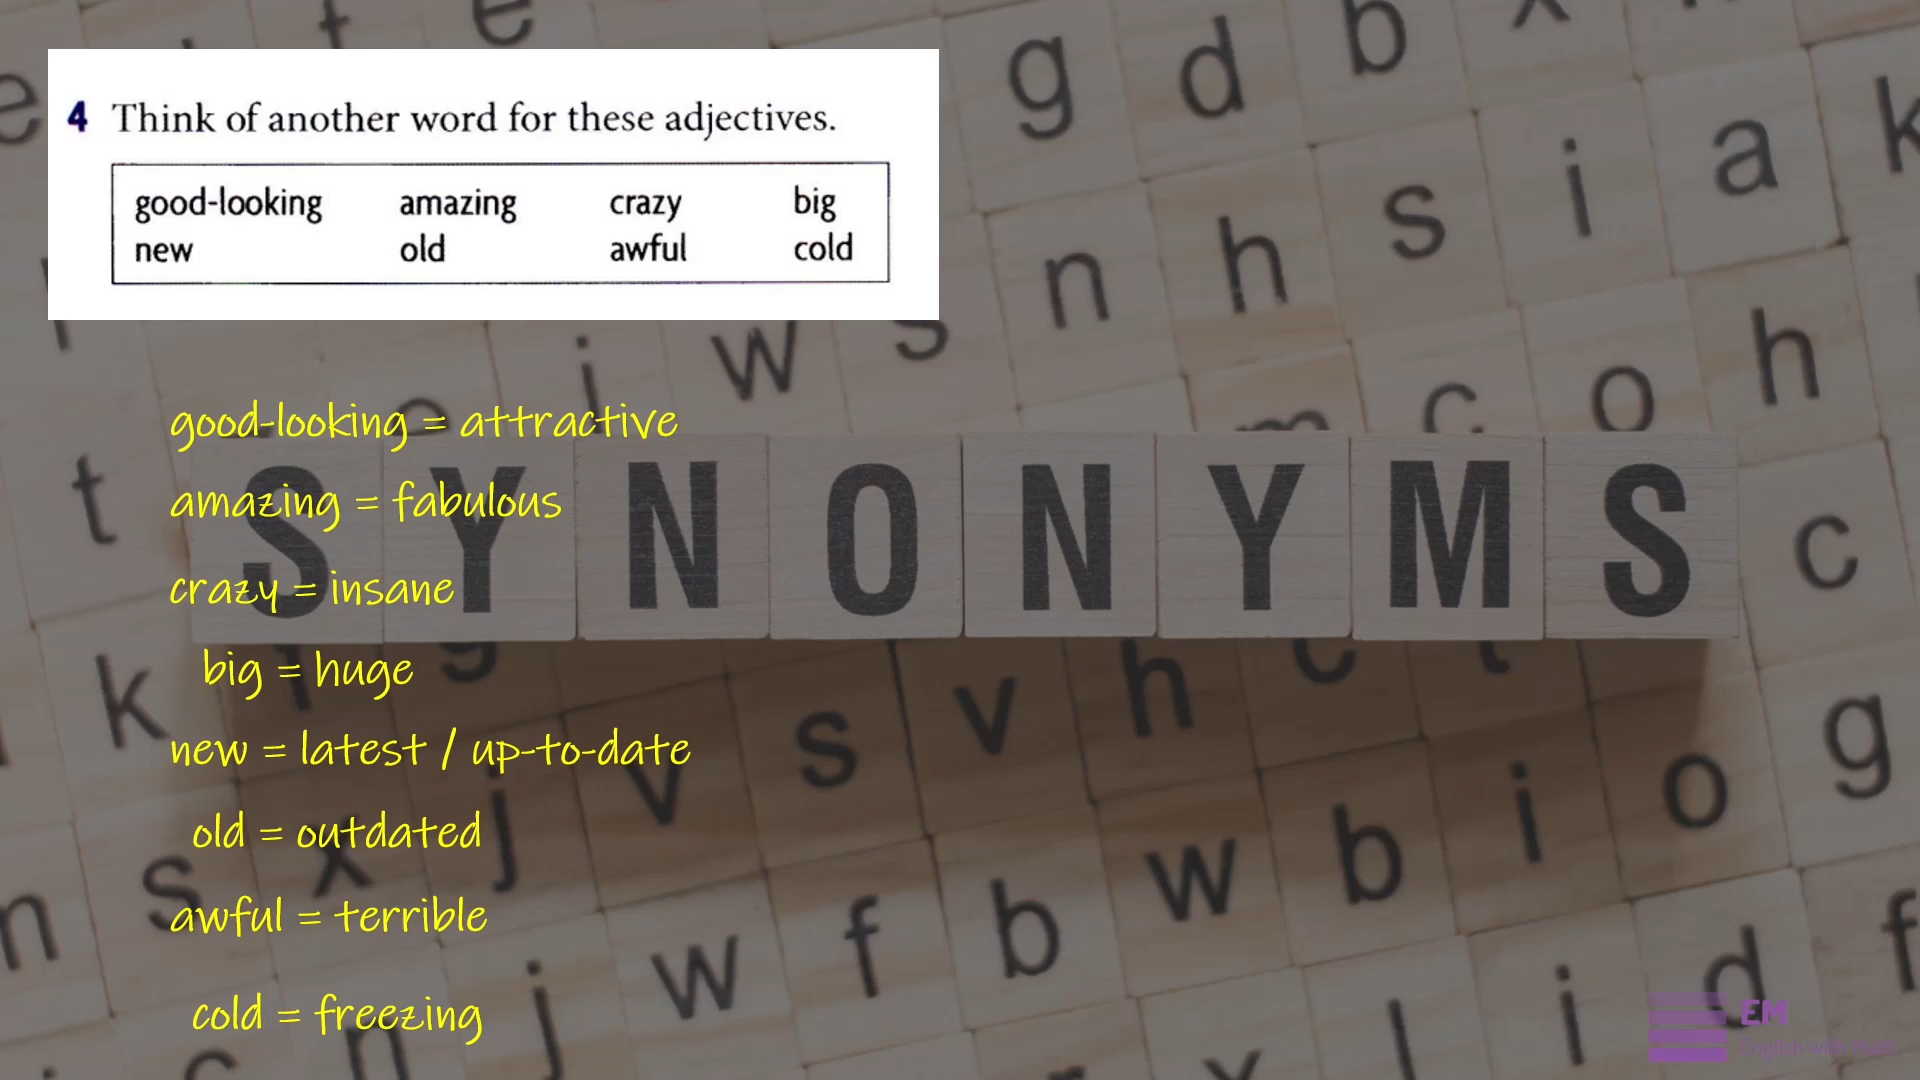 4 Think of another word for these adjectives.
good-looking amazing crazy big
new old awful cold
good-looking = attractive
amazing = fabulous
SYNONYMS
crazy = insane
big = huge
new = latest / up-to-date
old = outdated
awful = terrible
cold = freezing
EM
English with